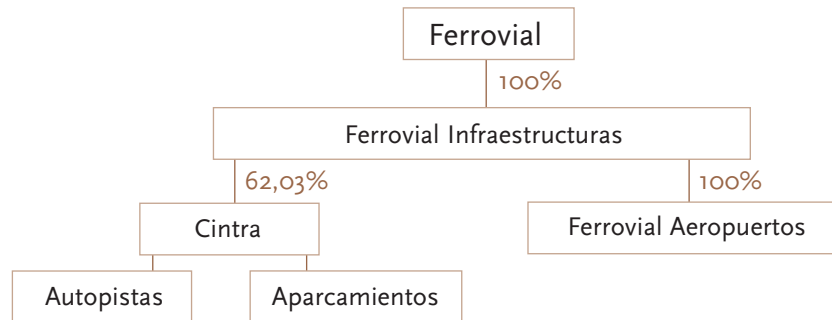 Ferrovial
100%
Ferrovial Infraestructuras
62,03%
100%
Cintra
Ferrovial Aeropuertos
Autopistas
Aparcamientos